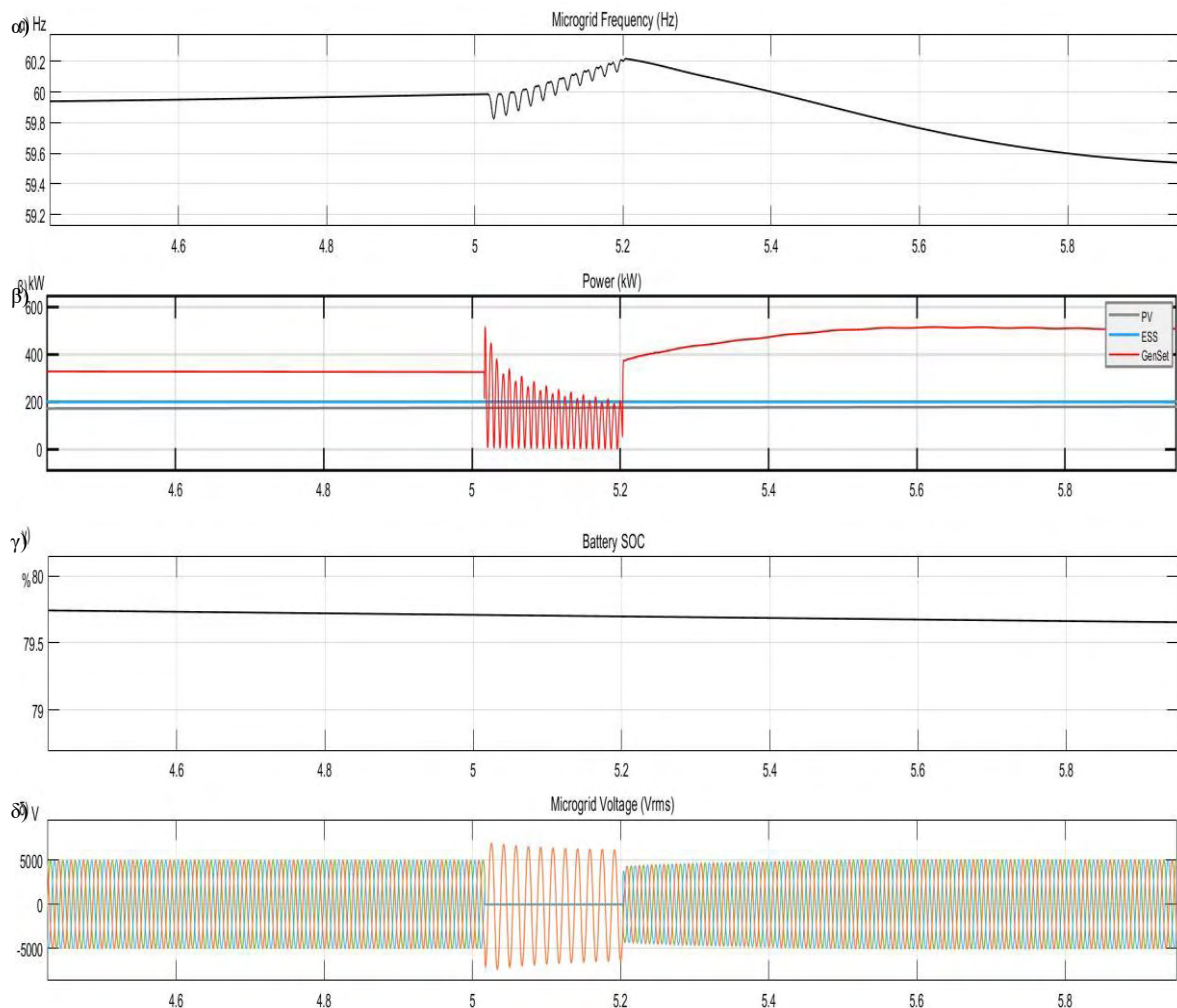 α) Hz
Microgrid Frequency (Hz)
60.2
60
59.8
59.6
59.4
59.2
4.6 4.8 5 5.2 5.4 5.6 5.8
β) kW
Power (kW)
600
400
200
0
PV
ESS
GenSet
4.6 4.8 5 5.2 5.4 5.6 5.8
γ)
Battery SOC
% 80
79.5
79
4.6 4.8 5 5.2 5.4 5.6 5.8
δ) V
Microgrid Voltage (Vrms)
5000
0
-5000
4.6 4.8 5 5.2 5.4 5.6 5.8